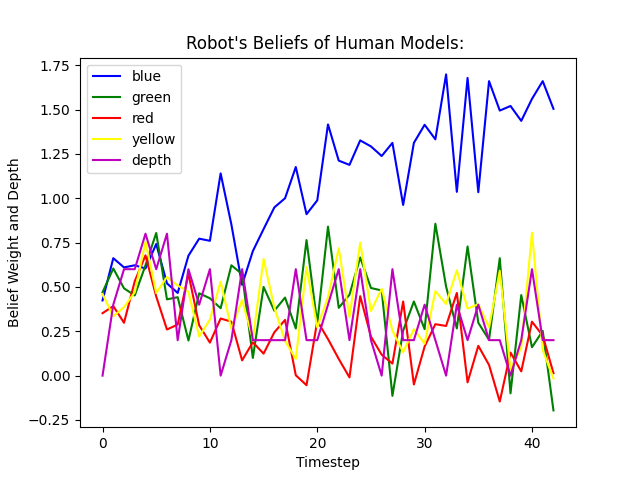 Robot's Beliefs of Human Models:
1.75
1.50
1.25
1.00
0.75
0.50
0.25
0.00
−0.25
Belief Weight and Depth
blue
green
red
yellow
depth
0 10 20 30 40
Timestep